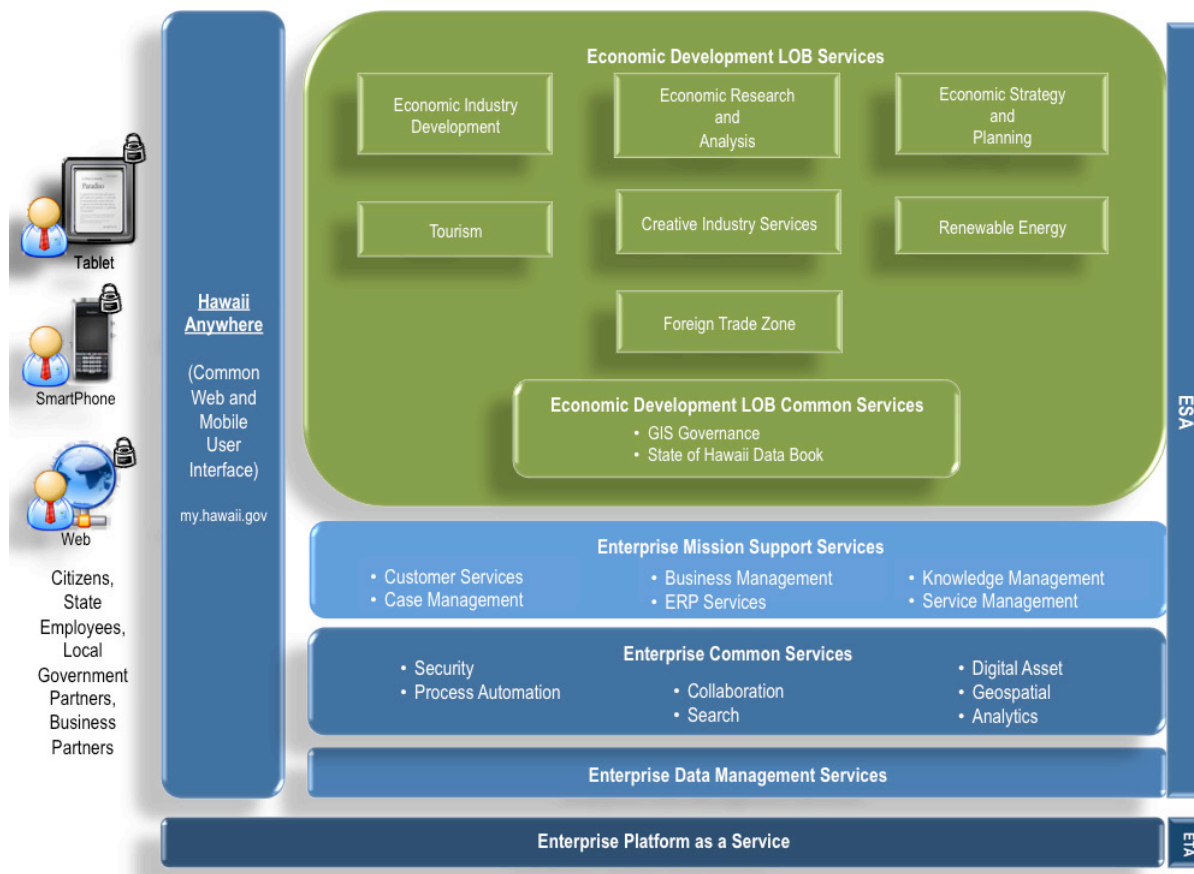 Economic Development LOB Services
Economic Industry
Development
Economic Research
and
Analysis
Economic Strategy
and
Planning
Tourism
Creative Industry Services
Renewable Energy
Foreign Trade Zone
Economic Development LOB Common Services
• GIS Governance
• State of Hawaii Data Book
Tablet
SmartPhone
Web
Citizens,
State
Employees,
Local
Government
Partners,
Business
Partners
Hawaii
Anywhere
(Common
Web and
Mobile
User
Interface)
my.hawaii.gov
Enterprise Mission Support Services
• Customer Services
• Case Management
• Business Management
• ERP Services
• Knowledge Management
• Service Management
Enterprise Common Services
• Security
• Process Automation
• Collaboration
• Search
• Digital Asset
• Geospatial
• Analytics
Enterprise Data Management Services
Enterprise Platform as a Service
ESA
ETA